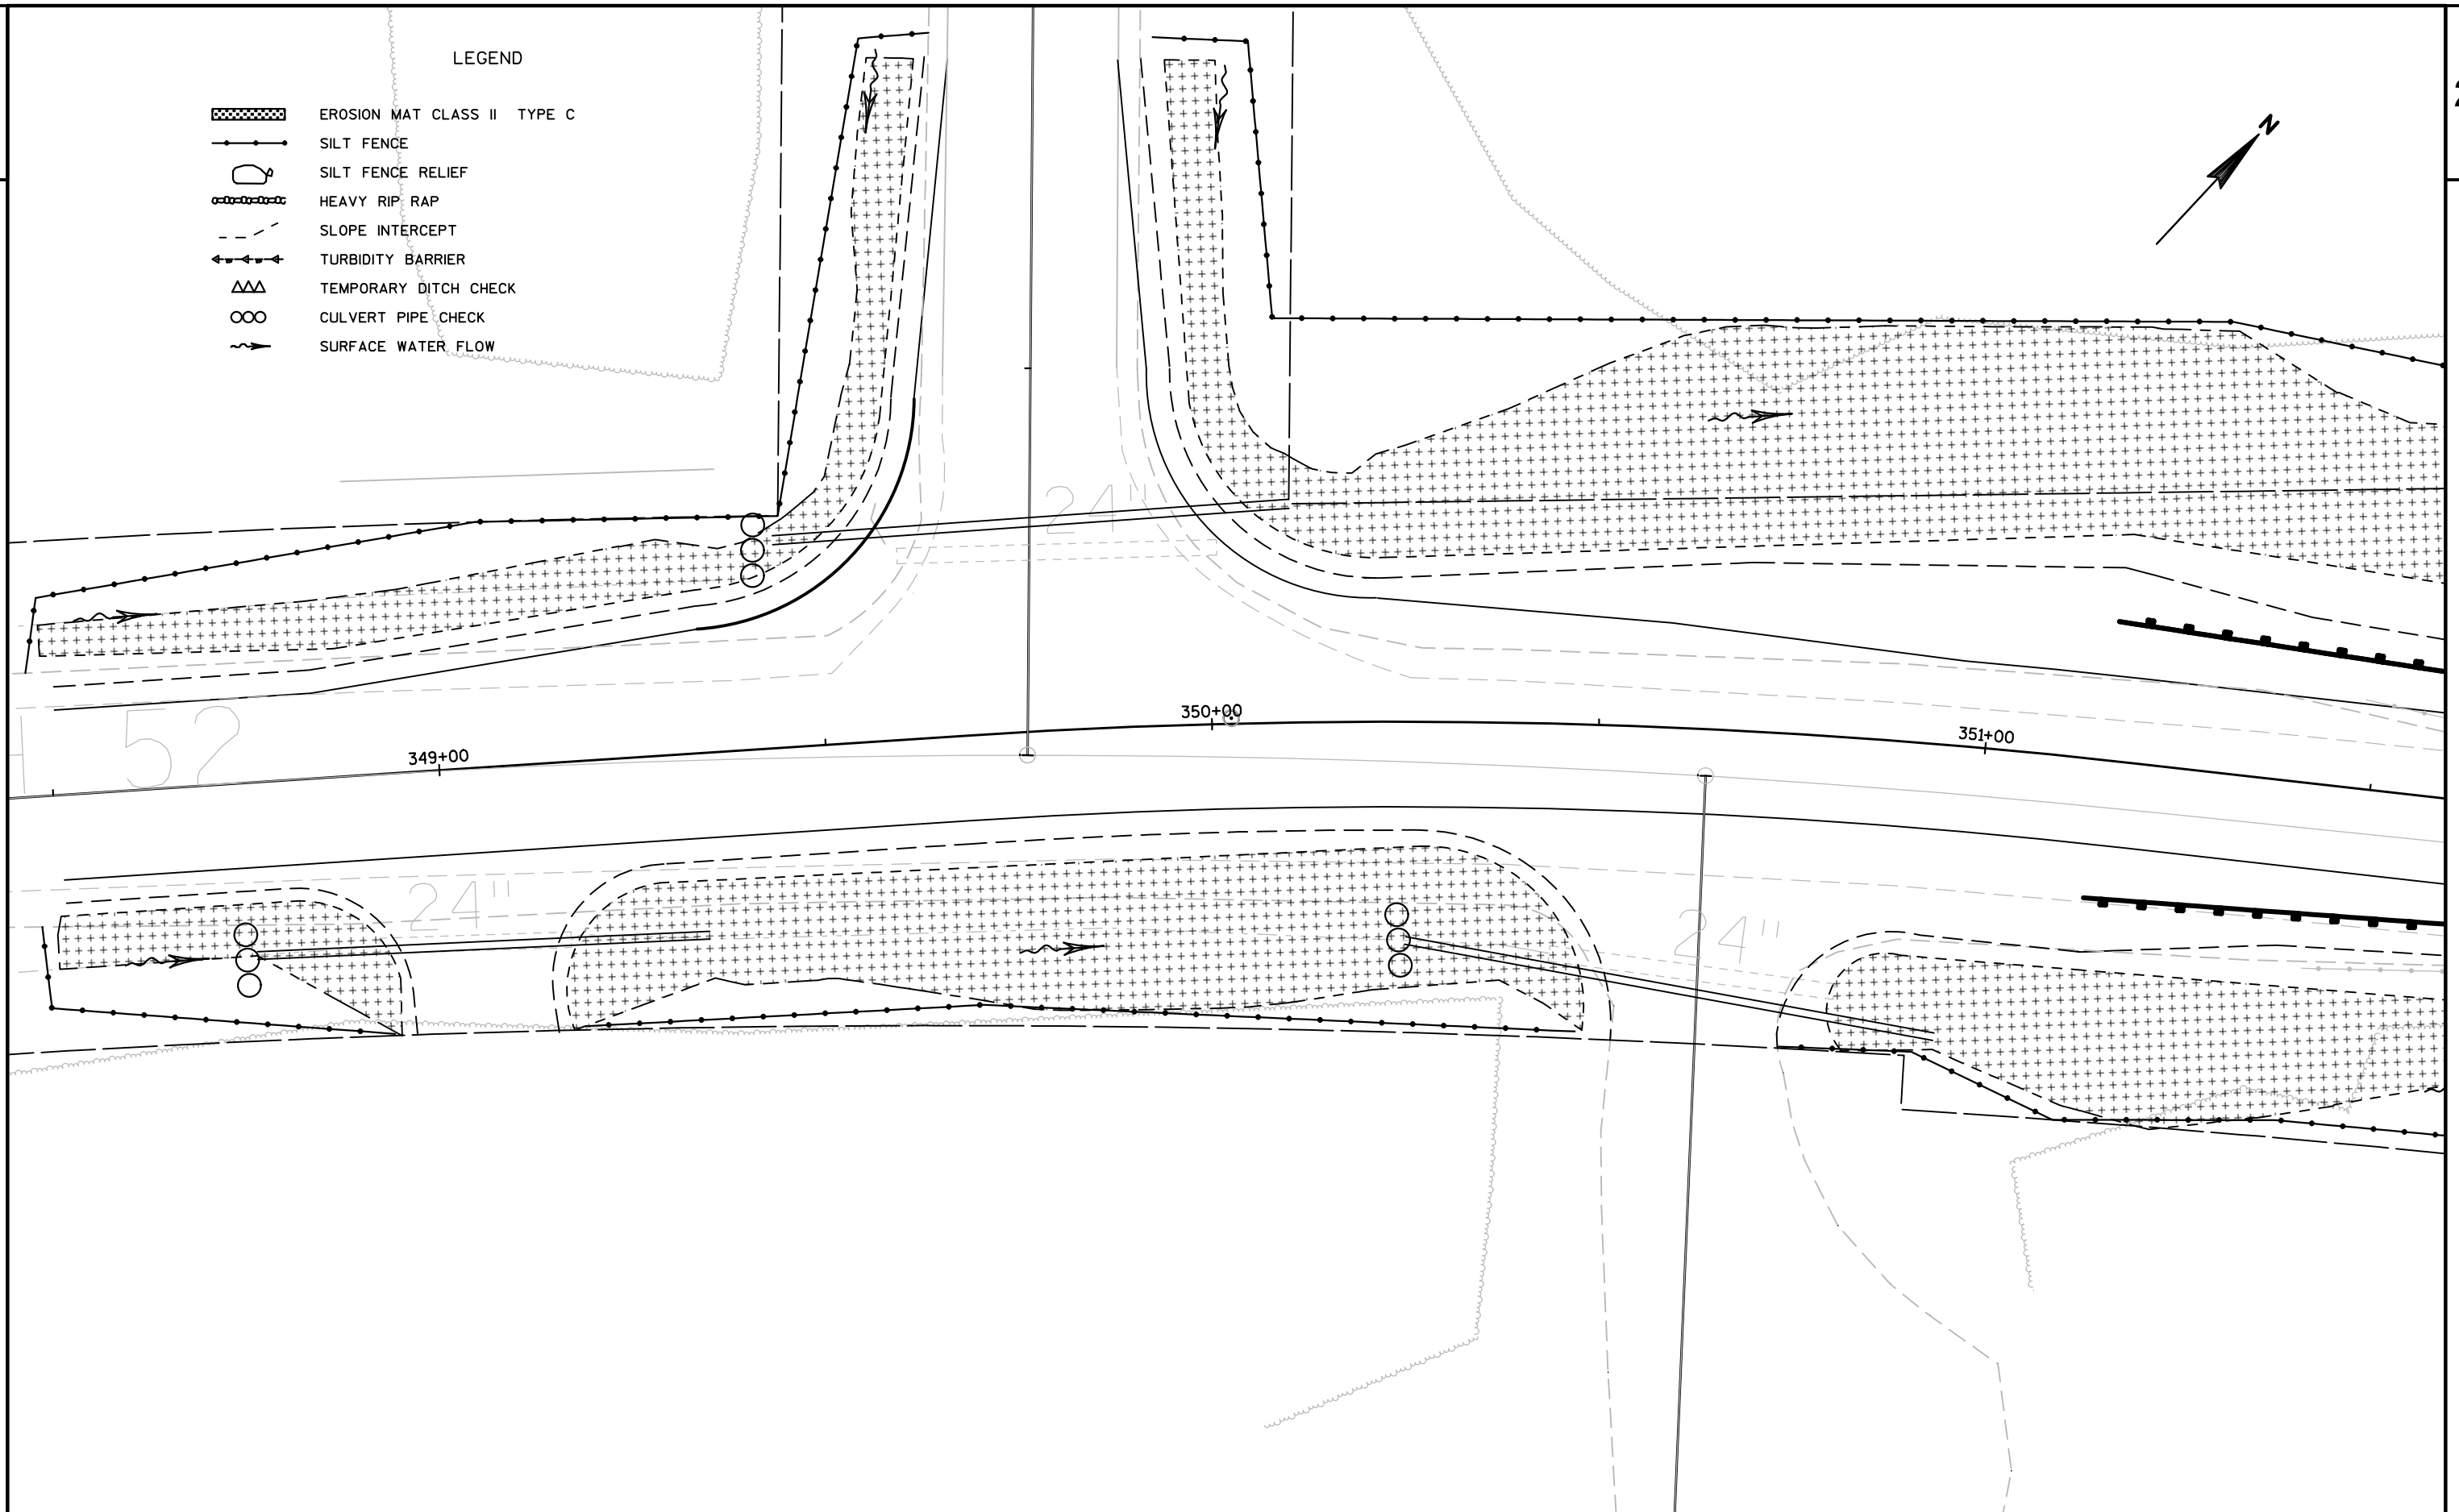 LEGEND
EROSION MAT CLASS II TYPE C
SILT FENCE
SILT FENCE RELIEF
HEAVY RIP RAP
SLOPE INTERCEPT
TURBIDITY BARRIER
TEMPORARY DITCH CHECK
CULVERT PIPE CHECK
SURFACE WATER FLOW
N
24"
52
349+00
350+00
351+00
24"
24"